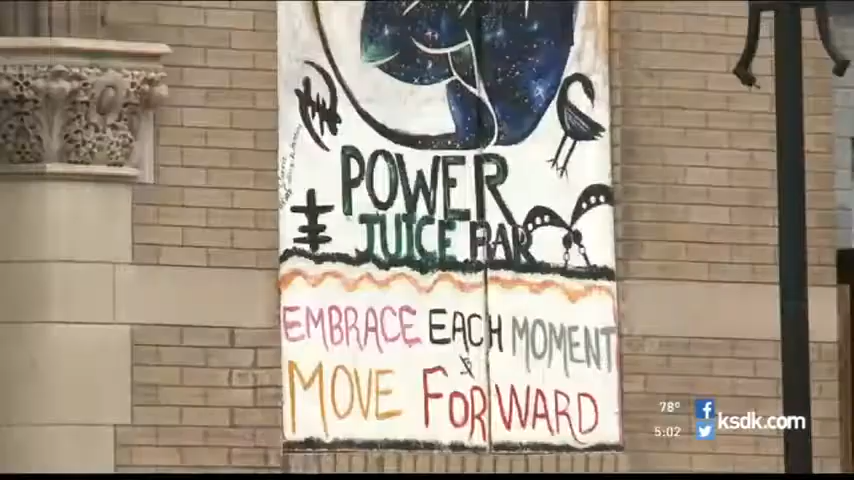 POWER
JUICE BAR
EMBRACE EACH MOMENT
&
MOVE FORWARD
78°
5:02
ksdk.com